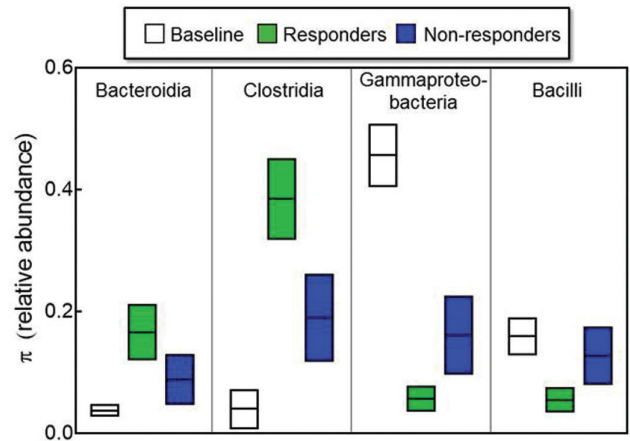 Baseline Responders Non-responders
0.6
Bacteroidia Clostridia Gammaproteo-
bacteria Bacilli
0.4
0.2
0.0
π (relative abundance)